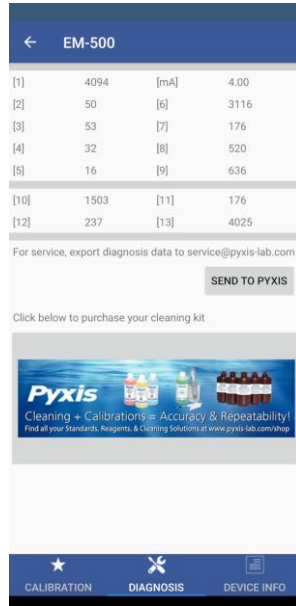 ← EM-500
[1] 4094 [mA] 4.00
[2] 50 [6] 3116
[3] 53 [7] 176
[4] 32 [8] 520
[5] 16 [9] 636
[10] 1503 [11] 176
[12] 237 [13] 4025
For service, export diagnosis data to service@pyxis-lab.com
SEND TO PYXIS
Click below to purchase your cleaning kit
Pyxis
Cleaning + Calibrations = Accuracy & Repeatability!
Find all your Standards, Reagents, & Cleaning Solutions at www.pyxis-lab.com/shop
CALIBRATION DIAGNOSIS DEVICE INFO